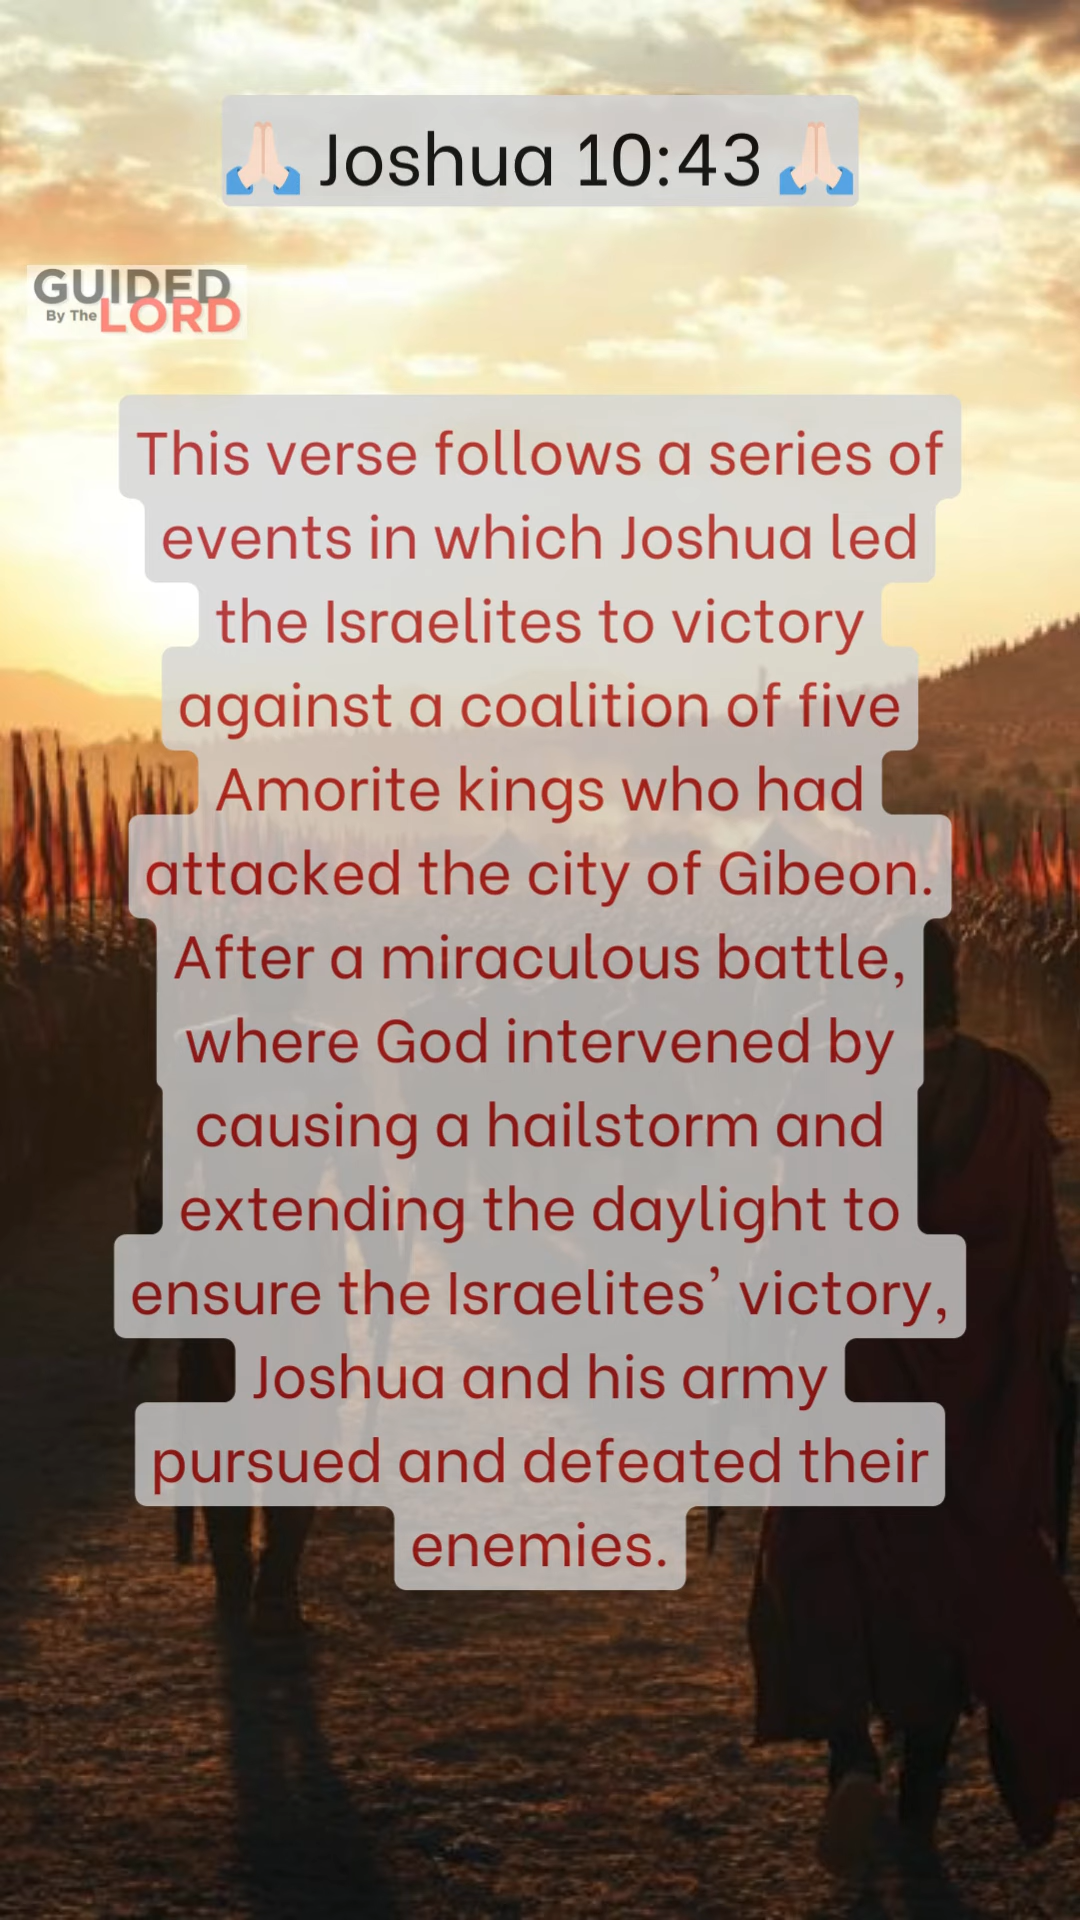 🙏🏻 Joshua 10:43 🙏🏻
GUIDED
By The LORD
This verse follows a series of
events in which Joshua led
the Israelites to victory
against a coalition of five
Amorite kings who had
attacked the city of Gibeon.
After a miraculous battle,
where God intervened by
causing a hailstorm and
extending the daylight to
ensure the Israelites’ victory,
Joshua and his army
pursued and defeated their
enemies.